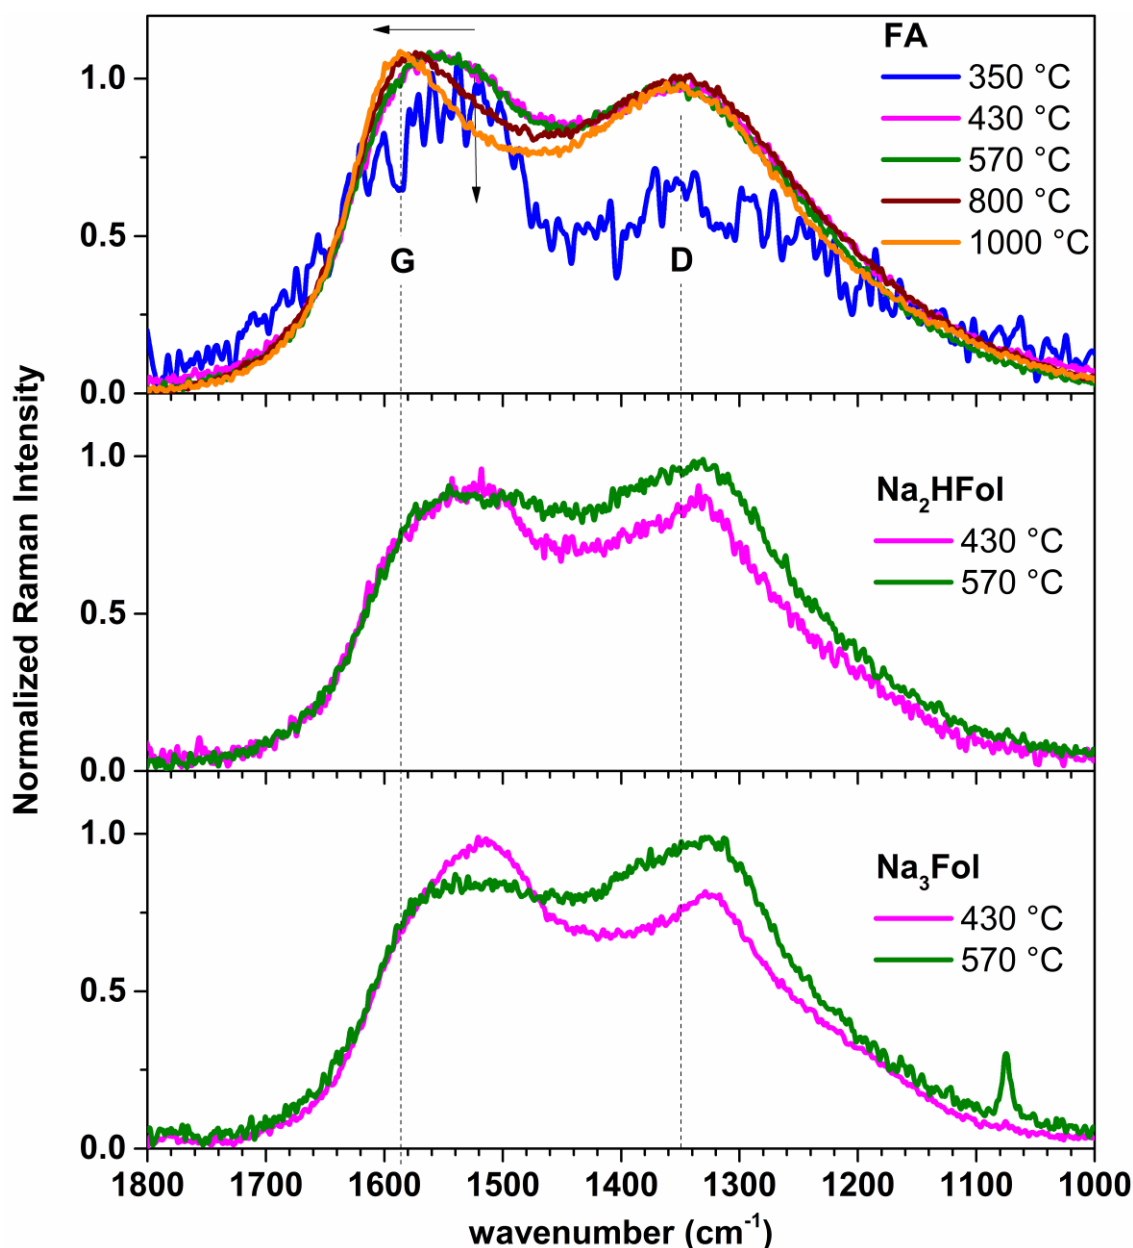 Normalized Raman Intensity
FA
350 °C
430 °C
570 °C
800 °C
1000 °C
G
D
1.0
0.5
0.0
Na2HFol
430 °C
570 °C
1.0
0.5
0.0
Na3Fol
430 °C
570 °C
1.0
0.5
0.0
1800 1700 1600 1500 1400 1300 1200 1100 1000
wavenumber (cm-1)